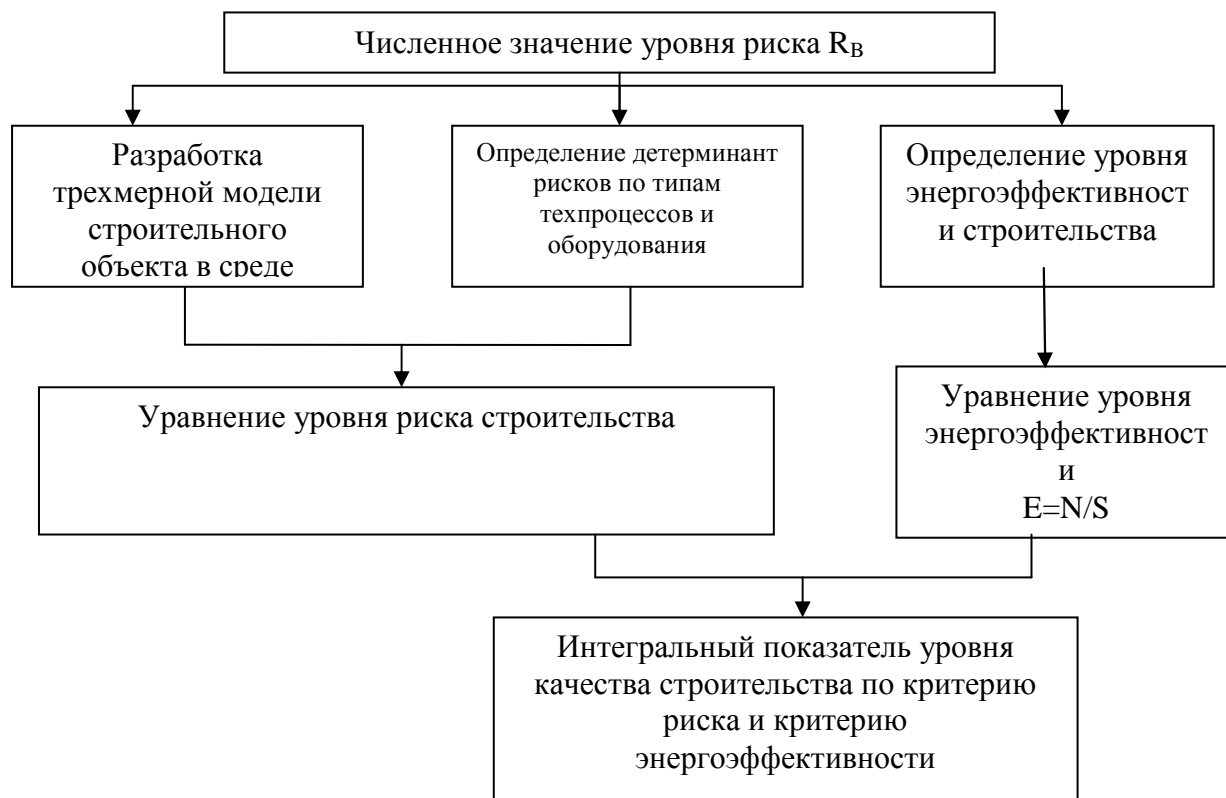 Численное значение уровня риска R_B
Разработка
трехмерной модели
строительного
объекта в среде
Определение детерминант
рисков по типам
техпроцессов и
оборудования
Определение уровня
энергоэффективност
и строительства
Уравнение уровня риска строительства
Уравнение уровня
энергоэффективност
и
E=N/S
Интегральный показатель уровня
качества строительства по критерию
риска и критерию
энергоэффективности